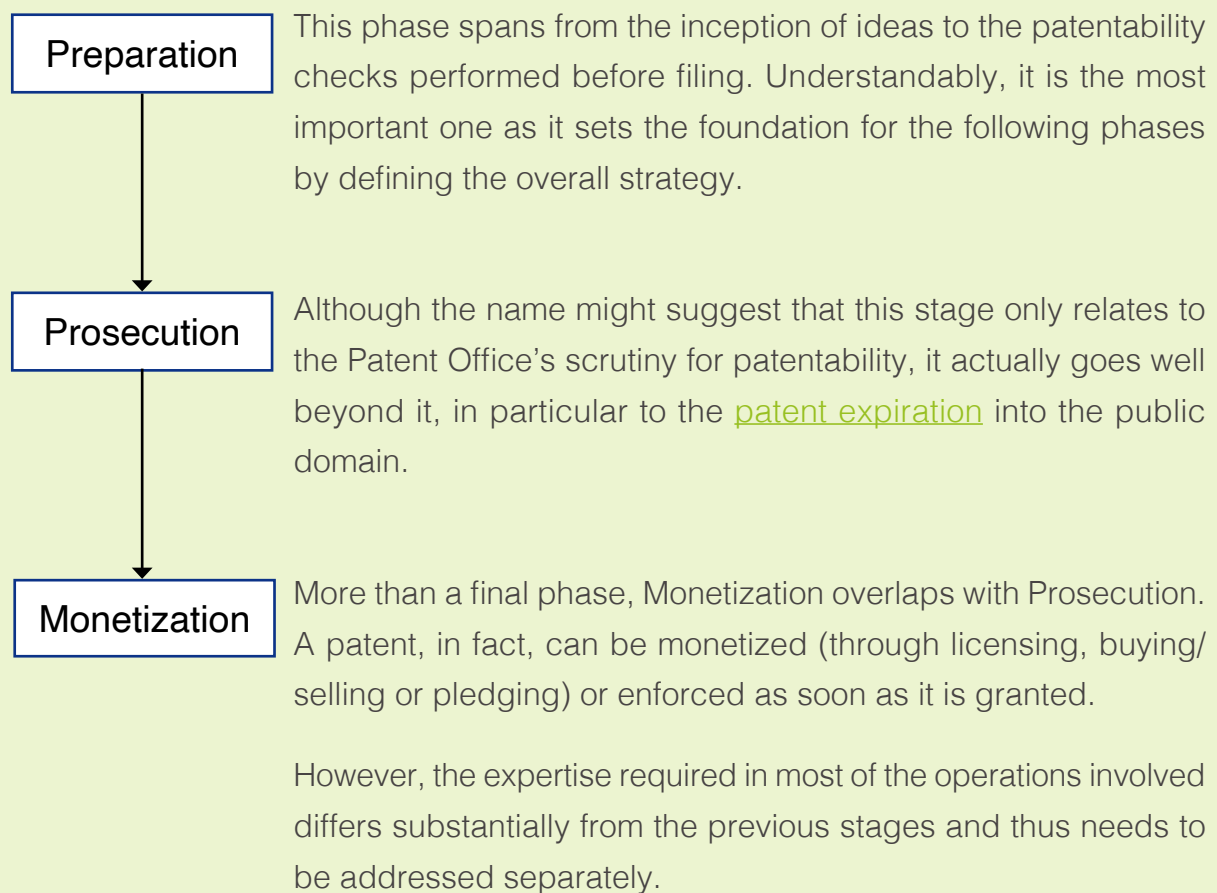 Preparation
This phase spans from the inception of ideas to the patentability
checks performed before filing. Understandably, it is the most
important one as it sets the foundation for the following phases
by defining the overall strategy.
Prosecution
Although the name might suggest that this stage only relates to
the Patent Office’s scrutiny for patentability, it actually goes well
beyond it, in particular to the patent expiration into the public
domain.
Monetization
More than a final phase, Monetization overlaps with Prosecution.
A patent, in fact, can be monetized (through licensing, buying/
selling or pledging) or enforced as soon as it is granted.
However, the expertise required in most of the operations involved
differs substantially from the previous stages and thus needs to
be addressed separately.